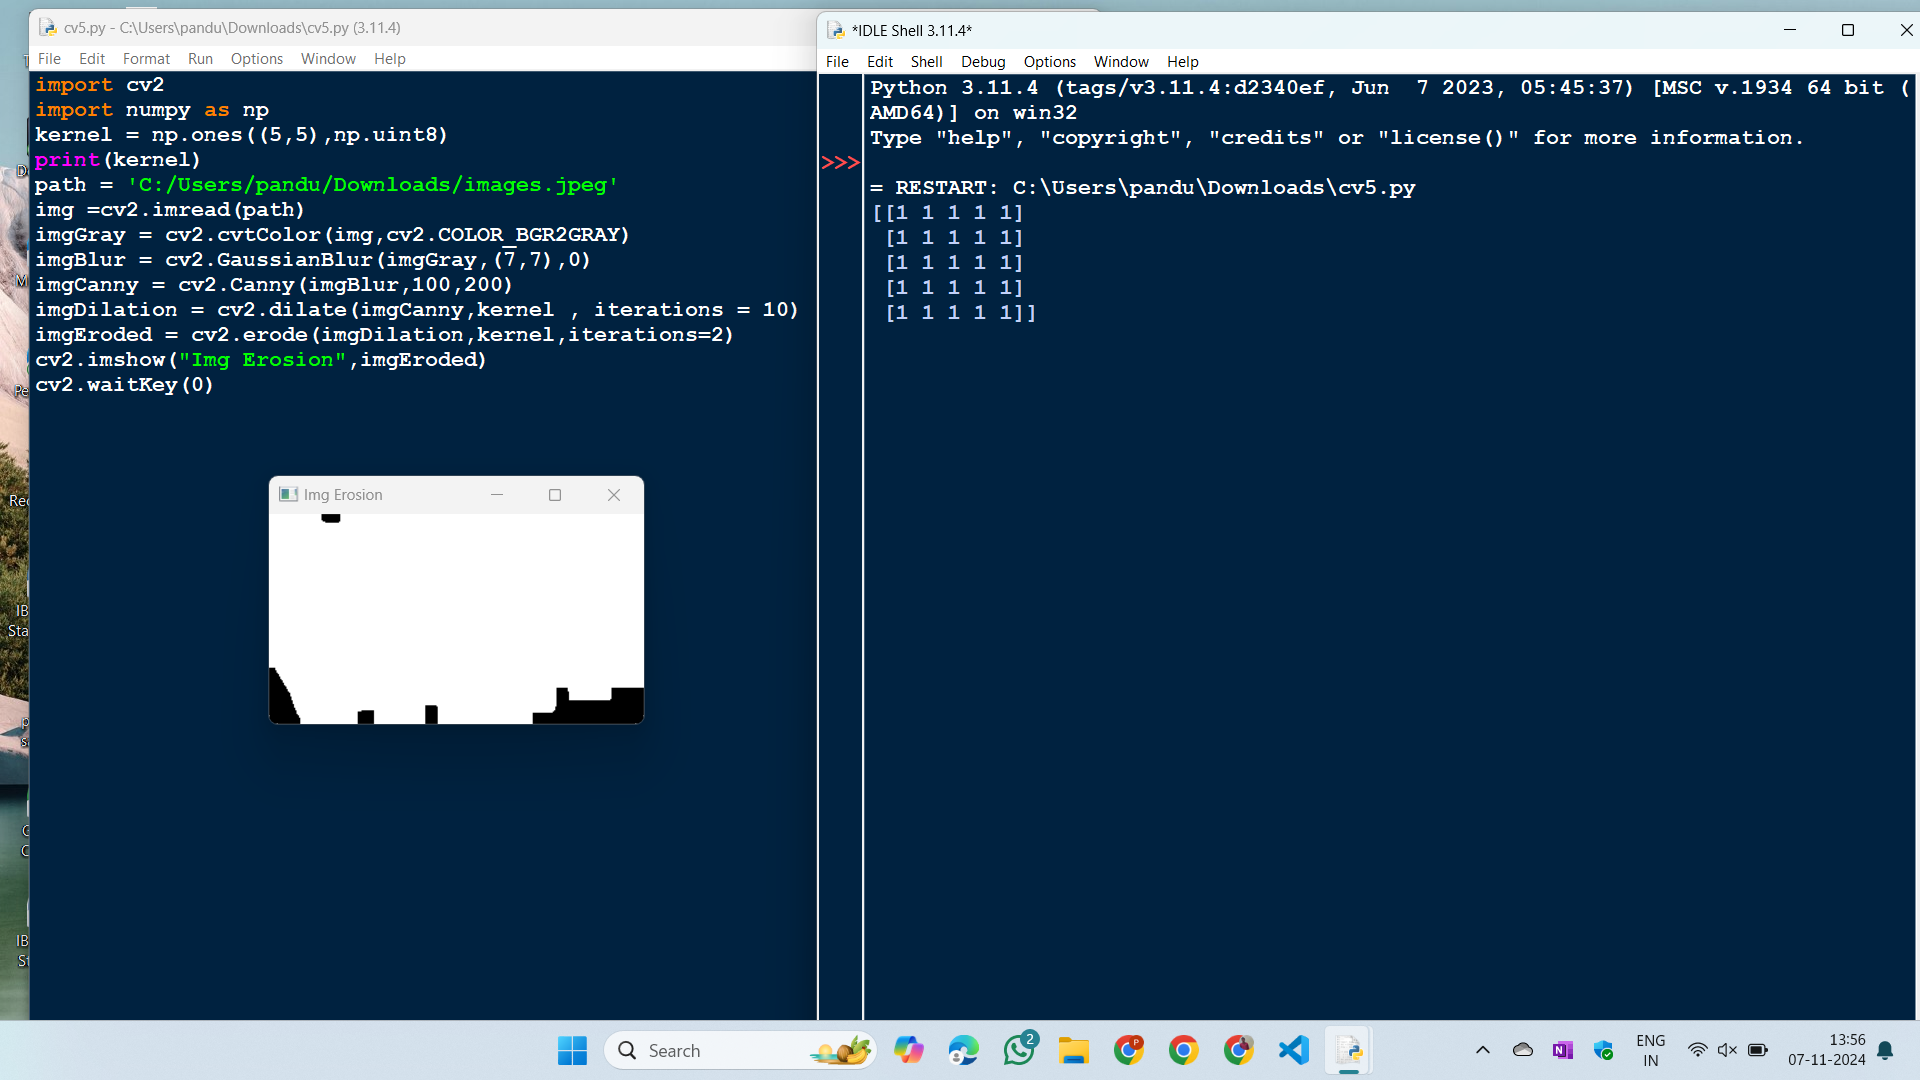 cv5.py - C:\Users\pandu\Downloads\cv5.py (3.11.4)
File Edit Format Run Options Window Help
import cv2
import numpy as np
kernel = np.ones((5,5),np.uint8)
print(kernel)
path = 'C:/Users/pandu/Downloads/images.jpeg'
img =cv2.imread(path)
imgGray = cv2.cvtColor(img,cv2.COLOR_BGR2GRAY)
imgBlur = cv2.GaussianBlur(imgGray,(7,7),0)
imgCanny = cv2.Canny(imgBlur,100,200)
imgDilation = cv2.dilate(imgCanny,kernel , iterations = 10)
imgEroded = cv2.erode(imgDilation,kernel,iterations=2)
cv2.imshow("Img Erosion",imgEroded)
cv2.waitKey(0)
Img Erosion
*IDLE Shell 3.11.4*
File Edit Shell Debug Options Window Help
Python 3.11.4 (tags/v3.11.4:d2340ef, Jun  7 2023, 05:45:37) [MSC v.1934 64 bit (
AMD64)] on win32
Type "help", "copyright", "credits" or "license()" for more information.
>>>
= RESTART: C:\Users\pandu\Downloads\cv5.py
[[1 1 1 1 1]
 [1 1 1 1 1]
 [1 1 1 1 1]
 [1 1 1 1 1]
 [1 1 1 1 1]]
Search
2
P
ENG
IN
13:56
07-11-2024